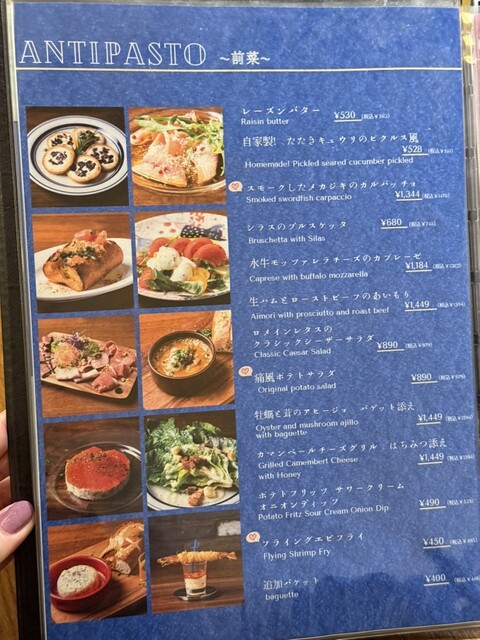 ANTIPASTO ～前菜～
レーズンバター
Raisin butter
¥530
自家製! たたきキュウリのピクルス風
¥528
Homemade! Pickled seared cucumber pickled
スモークしたメカジキのカルパッチョ
Smoked swordfish carpaccio
¥1,344
シラスのブルスケッタ
Bruschetta with Silas
¥680
水牛モッツァレラチーズのカプレーゼ
Caprese with buffalo mozzarella
¥1,184
生ハムとローストビーフのあいもり
Aimori with prosciutto and roast beef
¥1,449
ロメインレタスの
クラシックシーザーサラダ
Classic Caesar Salad
¥890
痛風ポテトサラダ
Original potato salad
¥890
牡蠣と茸のアヒージョ バゲット添え
Oyster and mushroom ajillo
with baguette
¥1,449
カマンベールチーズグリル はちみつ添え
Grilled Camembert Cheese
with Honey
¥1,449
ポテトフリッツ サワークリーム
オニオンディップ
Potato Fritz Sour Cream Onion Dip
¥490
フライングエビフライ
Flying Shrimp Fry
¥450
追加バゲット
baguette
¥400